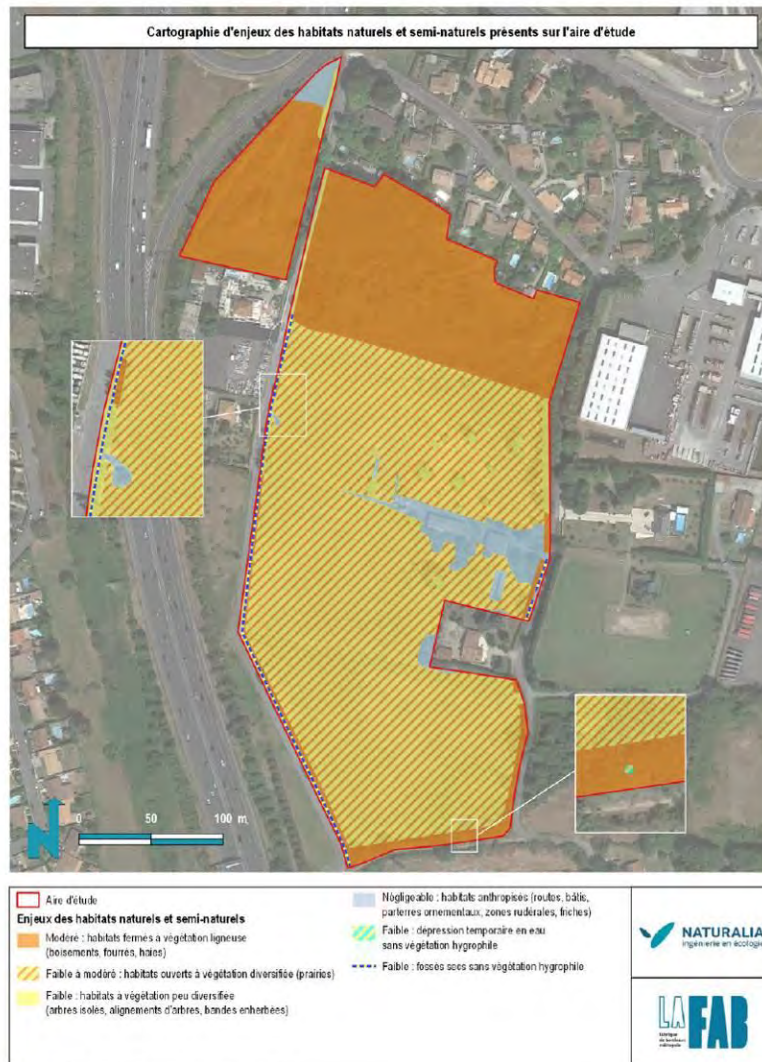 Cartographie d'enjeux des habitats naturels et semi-naturels présents sur l'aire d'étude
0 50 100 m
N
Aire d'étude
Enjeux des habitats naturels et semi-naturels
Modéré : habitats fermés à végétation ligneuse
(boisements, fourrés, haies)
Faible à modéré : habitats ouverts à végétation diversifiée (prairies)
Faible : habitats à végétation peu diversifiée
(arbres isolés, alignements d'arbres, bandes enherbées)
Négligeable : habitats anthropisés (routes, bâtis,
parterres ornementaux, zones rudérales, friches)
Faible : dépression temporaire en eau
sans végétation hygrophile
Faible : fossés secs sans végétation hygrophile
NATURALIA
ingénierie en écologie
LA
FAB
fabrique
de bordeaux
métropole